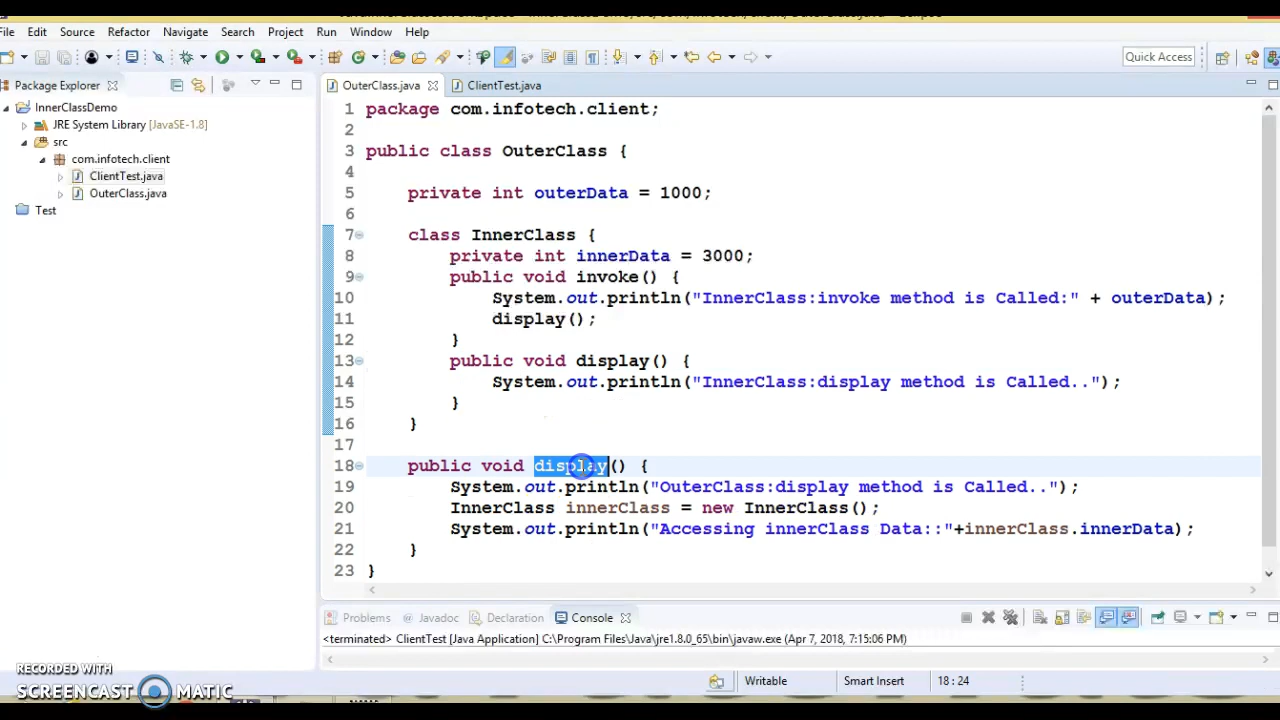 File Edit Source Refactor Navigate Search Project Run Window Help
Quick Access
Package Explorer
OuterClass.java
ClientTest.java
InnerClassDemo
JRE System Library [JavaSE-1.8]
src
com.infotech.client
ClientTest.java
OuterClass.java
Test
1 package com.infotech.client;
2
3 public class OuterClass {
4
5 private int outerData = 1000;
6
7 class InnerClass {
8 private int innerData = 3000;
9 public void invoke() {
10 System.out.println("InnerClass:invoke method is Called:" + outerData);
11 display();
12 }
13 public void display() {
14 System.out.println("InnerClass:display method is Called..");
15 }
16 }
17
18 public void display() {
19 System.out.println("OuterClass:display method is Called..");
20 InnerClass innerClass = new InnerClass();
21 System.out.println("Accessing innerClass Data::"+innerClass.innerData);
22 }
23 }
Problems Javadoc Declaration Console
<terminated> ClientTest [Java Application] C:\Program Files\Java\jre1.8.0_65\bin\javaw.exe (Apr 7, 2018, 7:15:06 PM)
Writable Smart Insert 18 : 24
RECORDED WITH
SCREENCAST MATIC